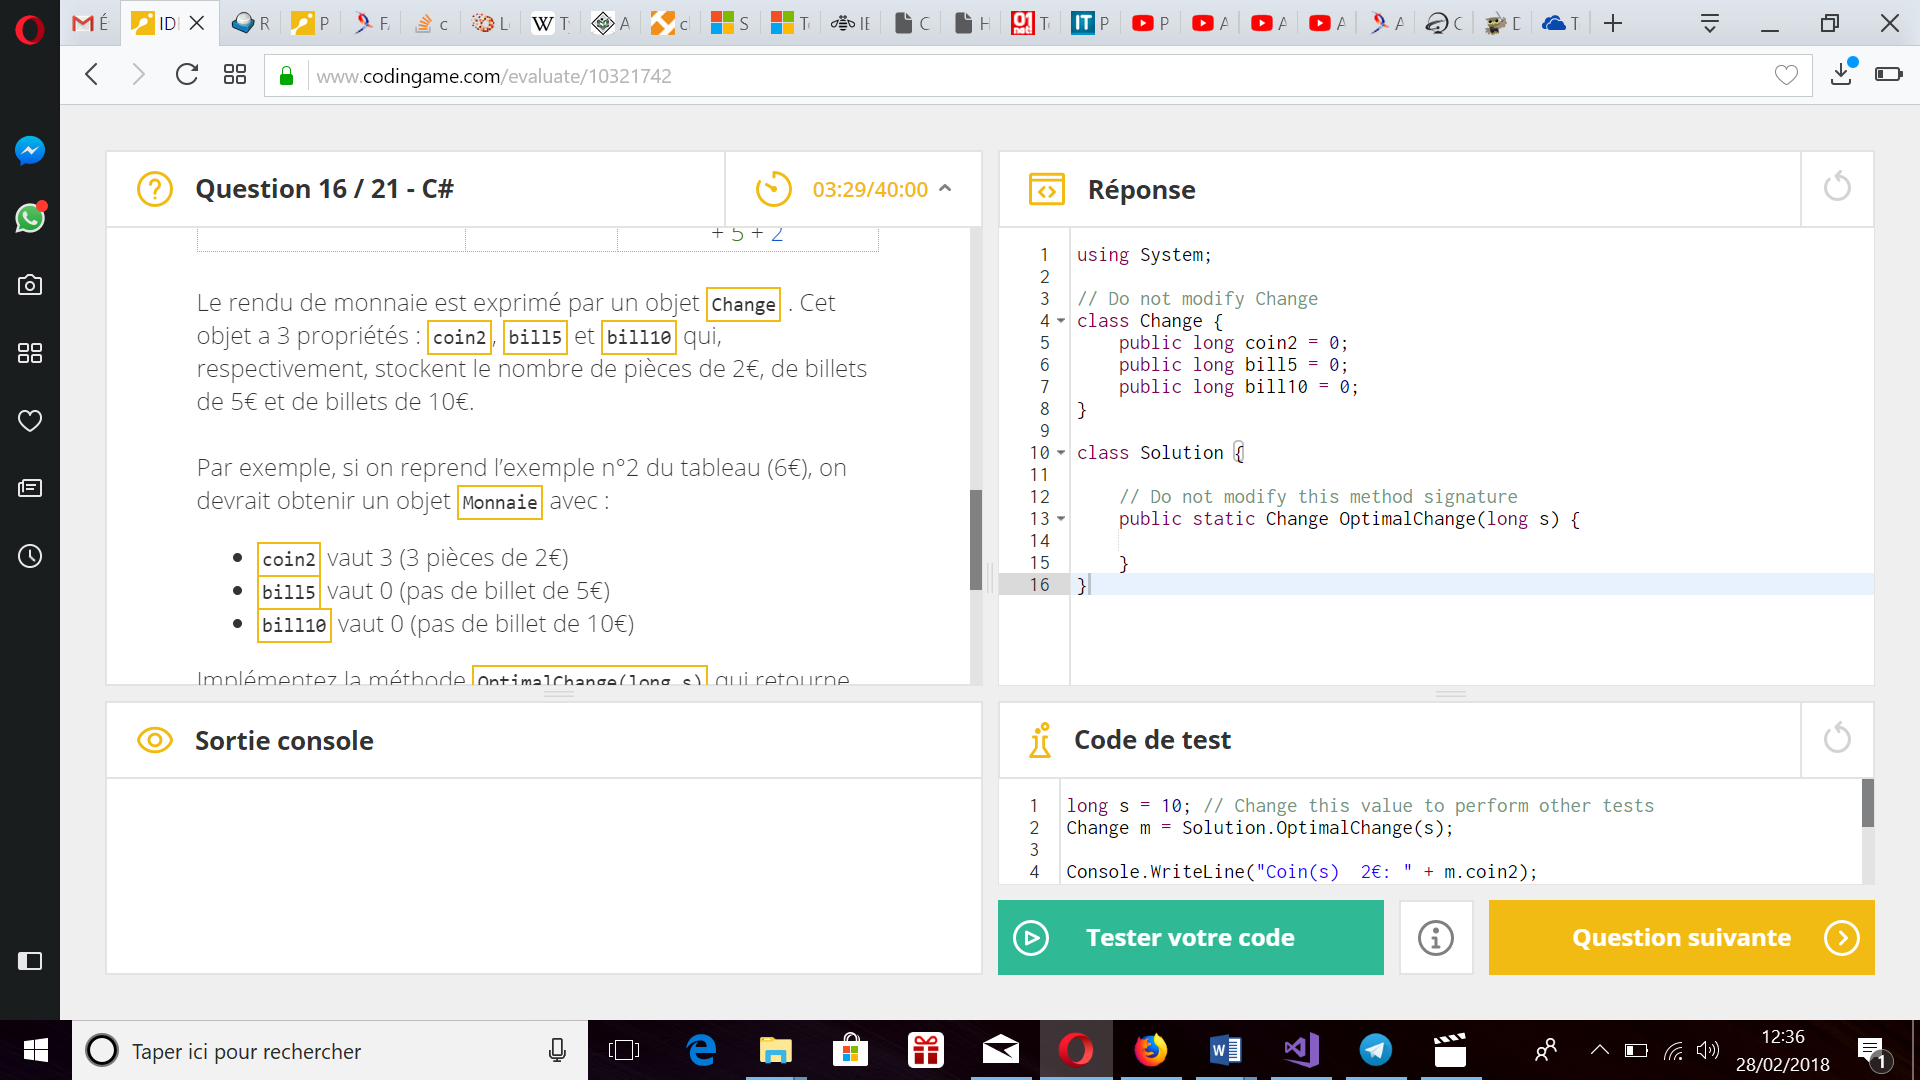 É
IDI
R
P
F
c
L
W T
A
c
S
T
IE
C
H
01 net T
IT P
P
A
A
A
A
C
D
T
www.codingame.com/evaluate/10321742
Question 16 / 21 - C#
03:29/40:00
+ 5 + 2
Le rendu de monnaie est exprimé par un objet Change . Cet
objet a 3 propriétés : coin2, bill5 et bill10 qui,
respectivement, stockent le nombre de pièces de 2€, de billets
de 5€ et de billets de 10€.
Par exemple, si on reprend l’exemple n°2 du tableau (6€), on
devrait obtenir un objet Monnaie avec :
coin2 vaut 3 (3 pièces de 2€)
bill5 vaut 0 (pas de billet de 5€)
bill10 vaut 0 (pas de billet de 10€)
Implémentez la méthode OptimalChange(long s) qui retourne
Réponse
1 using System;
2
3 // Do not modify Change
4 class Change {
5 public long coin2 = 0;
6 public long bill5 = 0;
7 public long bill10 = 0;
8 }
9
10 class Solution {
11
12 // Do not modify this method signature
13 public static Change OptimalChange(long s) {
14
15 }
16 }
Sortie console
Code de test
1 long s = 10; // Change this value to perform other tests
2 Change m = Solution.OptimalChange(s);
3
4 Console.WriteLine("Coin(s)  2€: " + m.coin2);
Tester votre code
Question suivante
Taper ici pour rechercher
12:36
28/02/2018
1